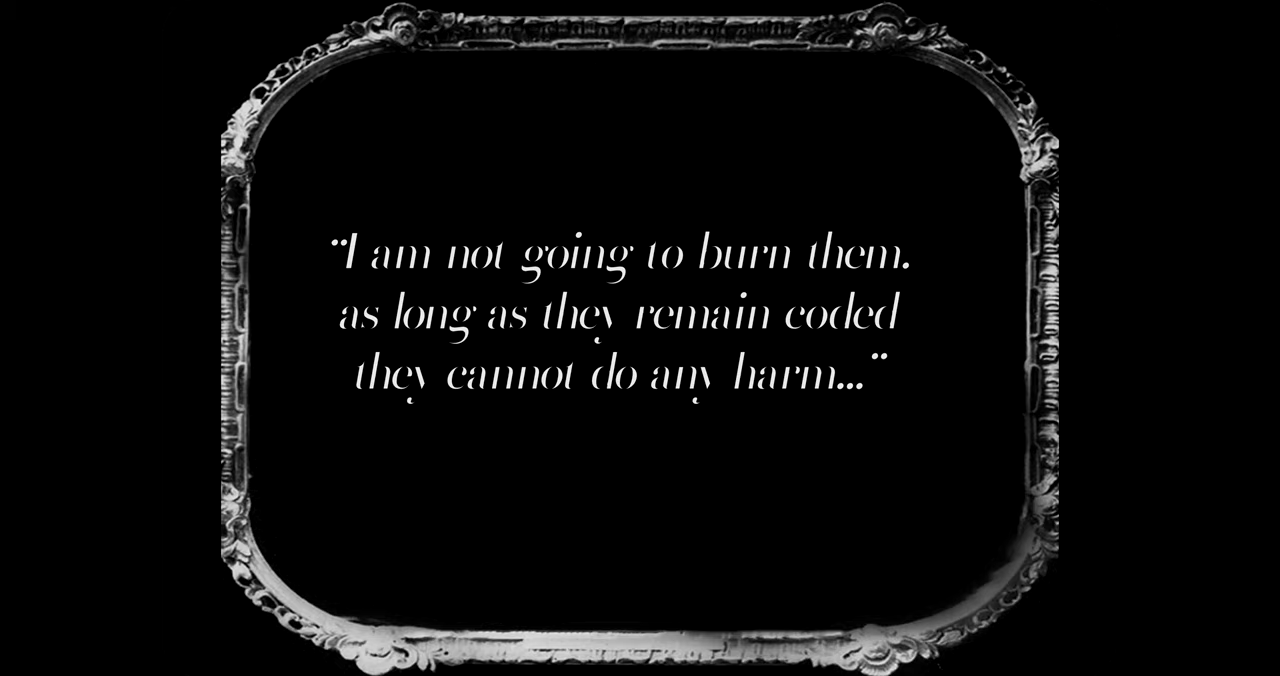 “I am not going to burn them.
as long as they remain coded
they cannot do any harm...”